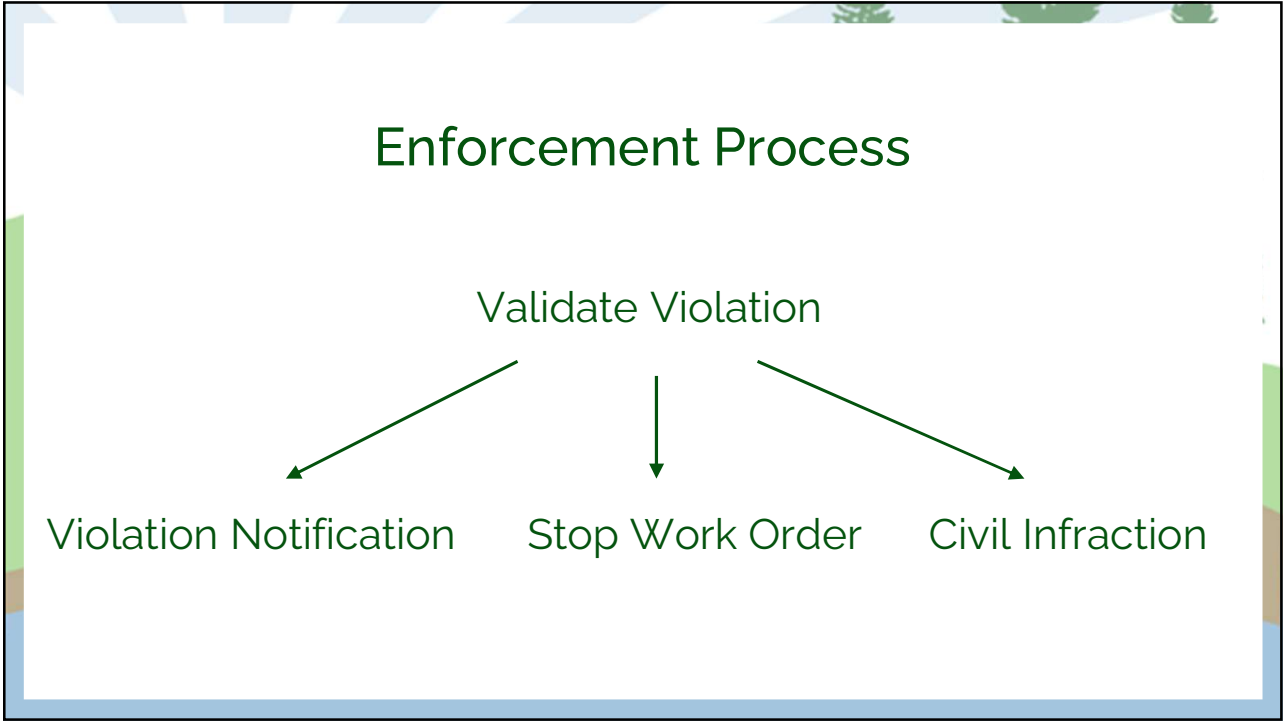 Enforcement Process
Validate Violation
Violation Notification
Stop Work Order
Civil Infraction